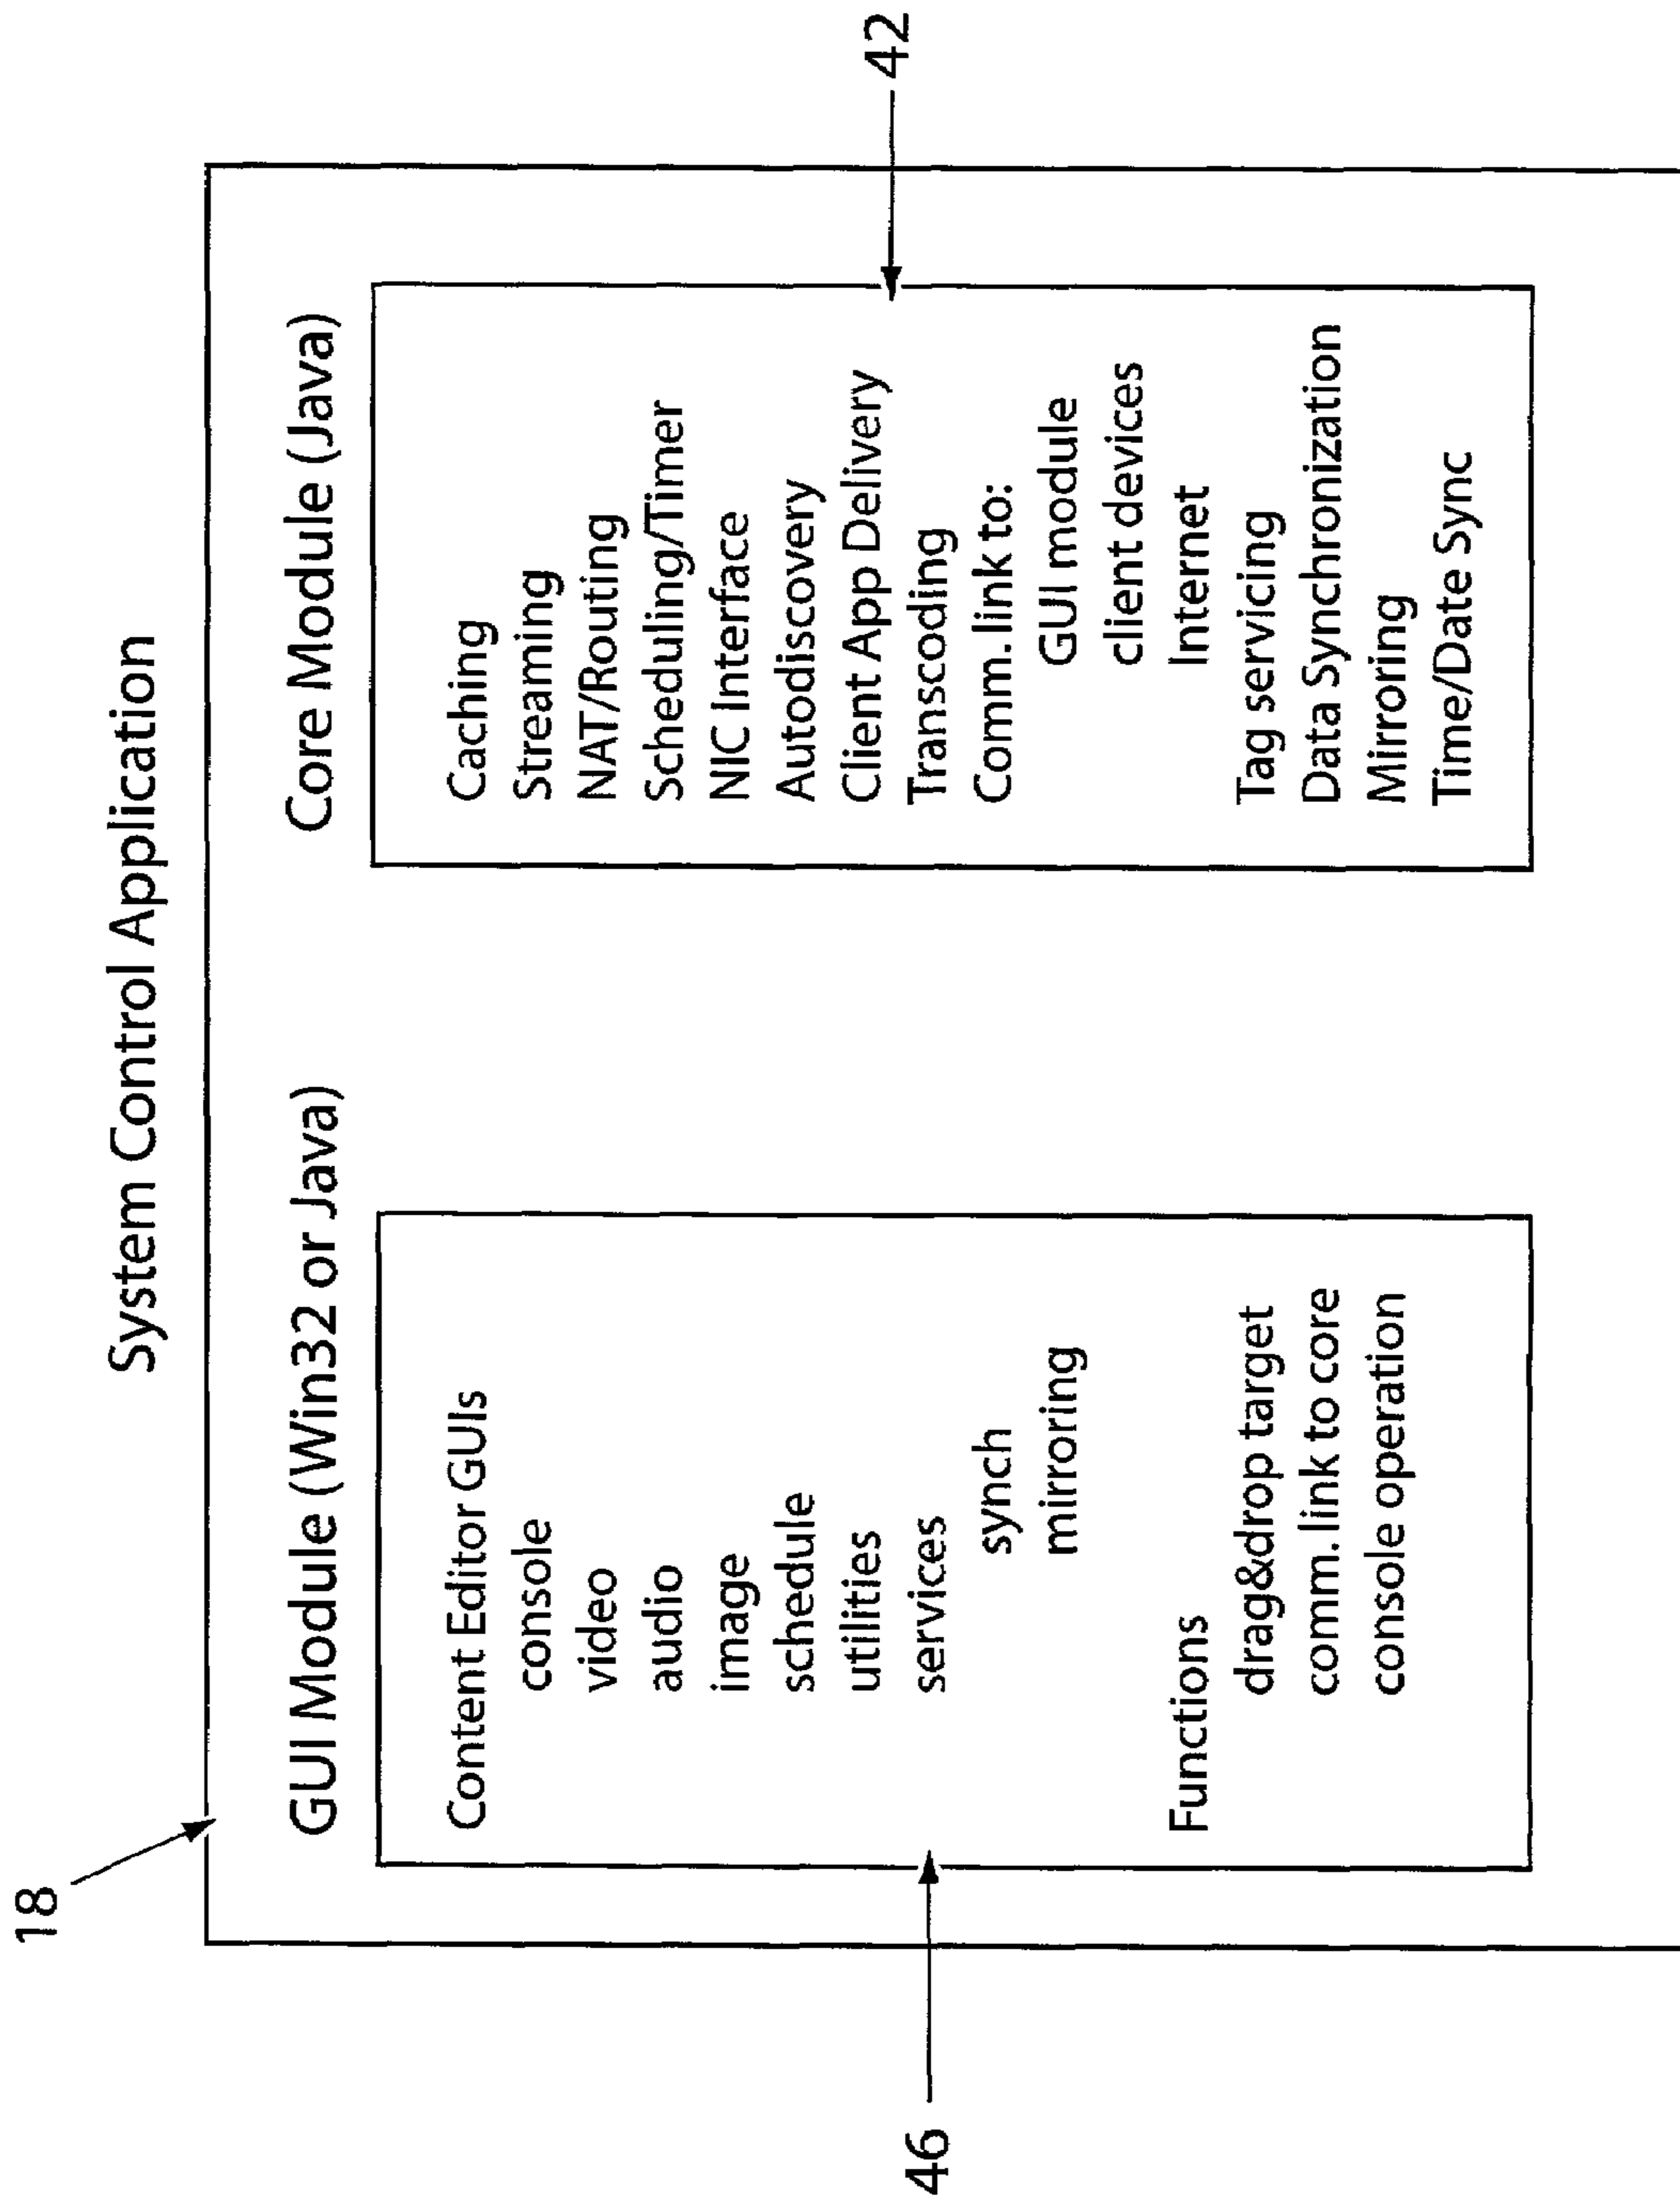 System Control Application
18
GUI Module (Win32 or Java)
Content Editor GUIs
console
video
audio
image
schedule
utilities
services
synch
mirroring
Functions
drag&drop target
comm. link to core
console operation
46
Core Module (Java)
Caching
Streaming
NAT/Routing
Scheduling/Timer
NIC Interface
Autodiscovery
Client App Delivery
Transcoding
Comm. link to:
GUI module
client devices
Internet
Tag servicing
Data Synchronization
Mirroring
Time/Date Sync
42